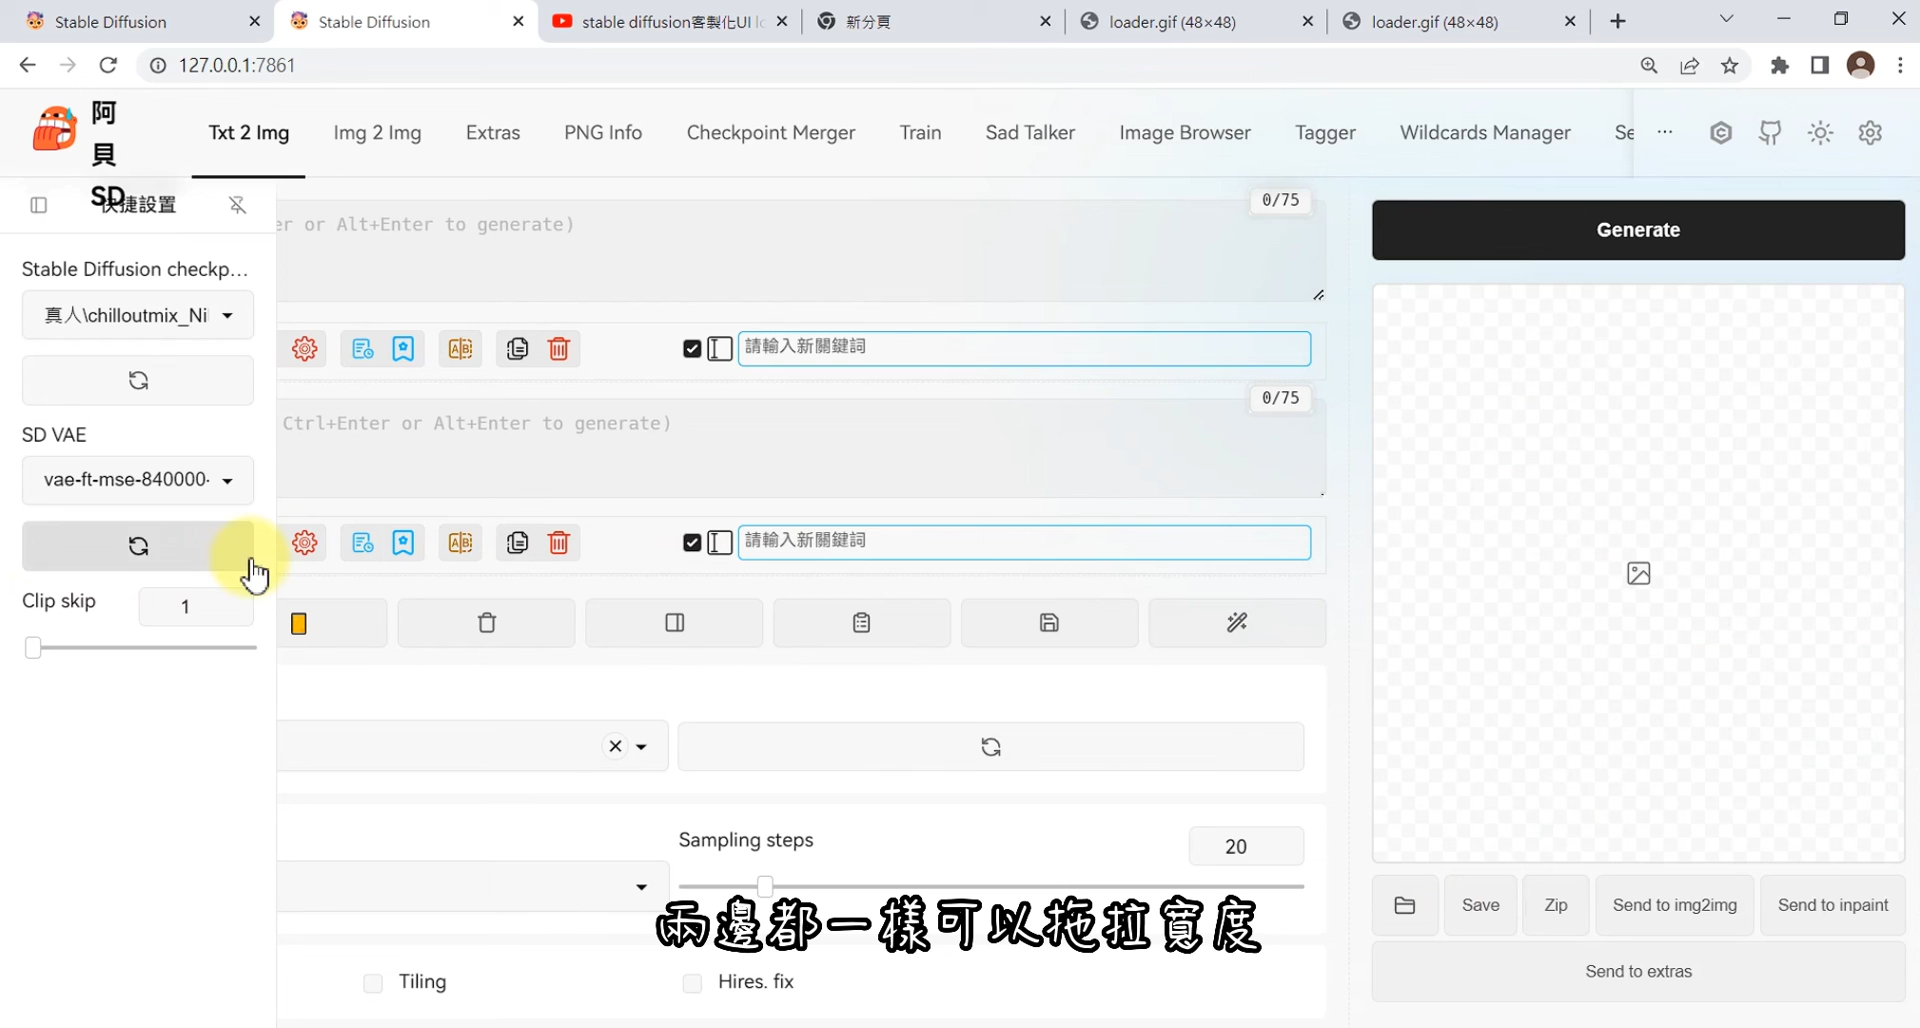 Stable Diffusion
Stable Diffusion
stable diffusion客製化UI lo
新分頁
loader.gif (48×48)
loader.gif (48×48)
127.0.0.1:7861
阿貝SD
Txt 2 Img
Img 2 Img
Extras
PNG Info
Checkpoint Merger
Train
Sad Talker
Image Browser
Tagger
Wildcards Manager
Se
...
快捷設置
er or Alt+Enter to generate)
0/75
Generate
Stable Diffusion checkp...
真人\chilloutmix_Ni
請輸入新關鍵詞
0/75
SD VAE
Ctrl+Enter or Alt+Enter to generate)
vae-ft-mse-840000-
請輸入新關鍵詞
Clip skip
1
Sampling steps
20
Save
Zip
Send to img2img
Send to inpaint
兩邊都一樣可以拖拉寬度
Send to extras
Tiling
Hires. fix